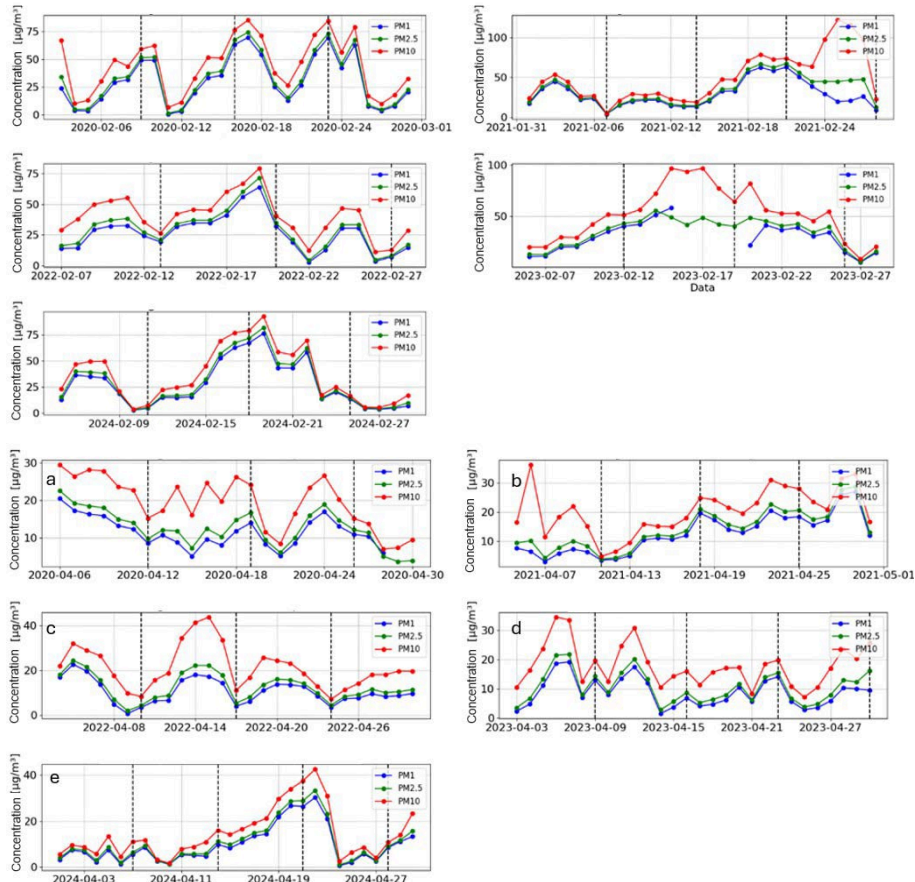 Concentration [µg/m³]
75
50
25
0
PM1
PM2.5
PM10
2020-02-06
2020-02-12
2020-02-18
2020-02-24
2020-03-01
Concentration [µg/m³]
100
50
0
PM1
PM2.5
PM10
2021-01-31
2021-02-06
2021-02-12
2021-02-18
2021-02-24
Concentration [µg/m³]
75
50
25
0
PM1
PM2.5
PM10
2022-02-07
2022-02-12
2022-02-17
2022-02-22
2022-02-27
Concentration [µg/m³]
100
50
PM1
PM2.5
PM10
2023-02-07
2023-02-12
2023-02-17
2023-02-22
2023-02-27
Data
Concentration [µg/m³]
75
50
25
0
PM1
PM2.5
PM10
2024-02-09
2024-02-15
2024-02-21
2024-02-29
a
Concentration [µg/m³]
30
20
10
PM1
PM2.5
PM10
2020-04-06
2020-04-12
2020-04-18
2020-04-24
2020-04-30
b
Concentration [µg/m³]
30
20
10
0
PM1
PM2.5
PM10
2021-04-07
2021-04-13
2021-04-19
2021-04-25
2021-05-01
c
Concentration [µg/m³]
40
20
0
PM1
PM2.5
PM10
2022-04-08
2022-04-14
2022-04-20
2022-04-26
d
Concentration [µg/m³]
30
20
10
0
PM1
PM2.5
PM10
2023-04-03
2023-04-09
2023-04-15
2023-04-21
2023-04-27
e
Concentration [µg/m³]
40
20
0
PM1
PM2.5
PM10
2024-04-03
2024-04-11
2024-04-19
2024-04-27